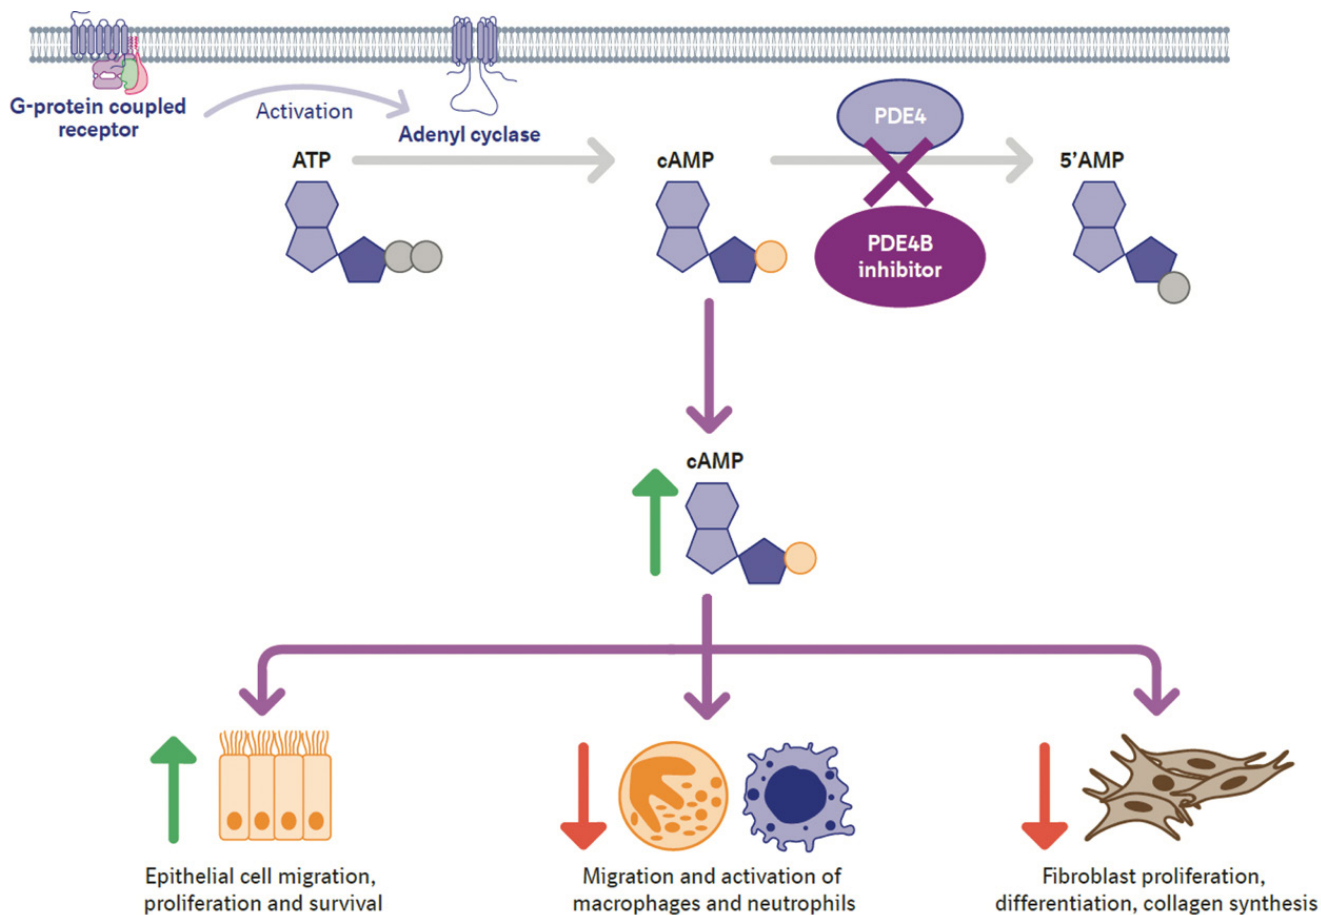 G-protein coupled
receptor
Activation
Adenyl cyclase
PDE4
ATP
cAMP
5'AMP
PDE4B
inhibitor
cAMP
Epithelial cell migration,
proliferation and survival
Migration and activation of
macrophages and neutrophils
Fibroblast proliferation,
differentiation, collagen synthesis